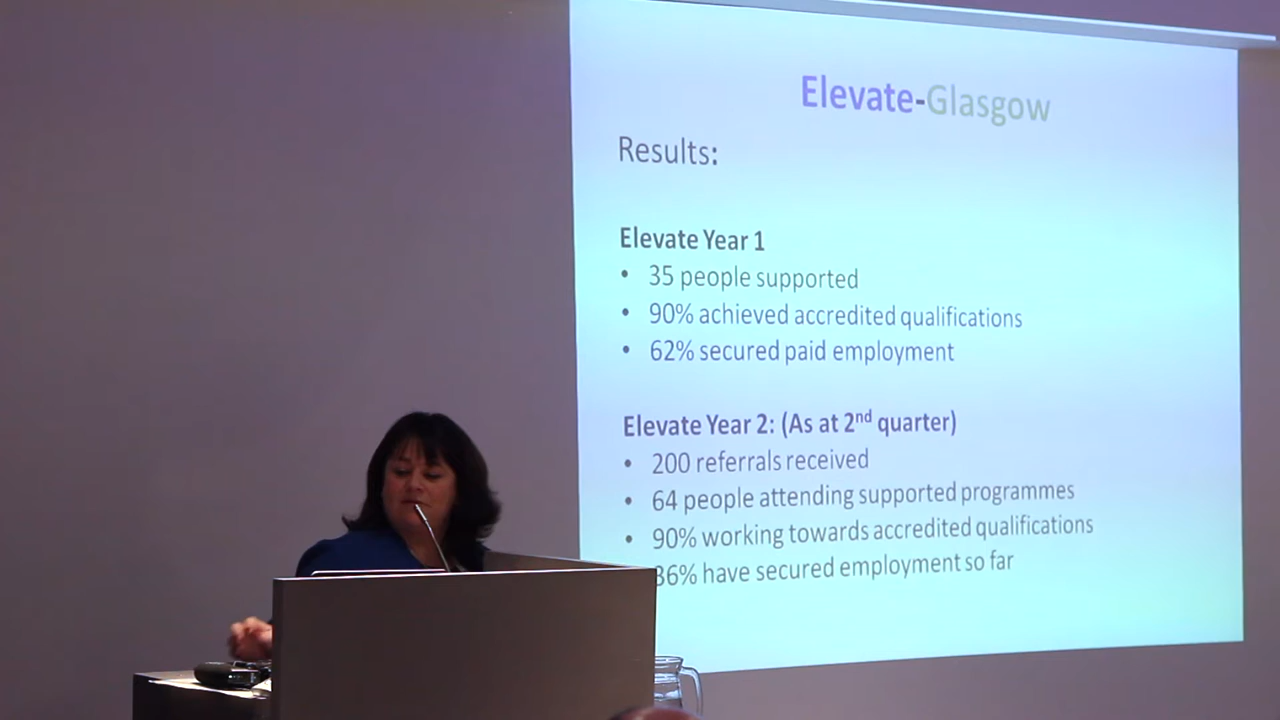 Elevate-Glasgow
Results:
Elevate Year 1
• 35 people supported
• 90% achieved accredited qualifications
• 62% secured paid employment
Elevate Year 2: (As at 2nd quarter)
• 200 referrals received
• 64 people attending supported programmes
• 90% working towards accredited qualifications
36% have secured employment so far